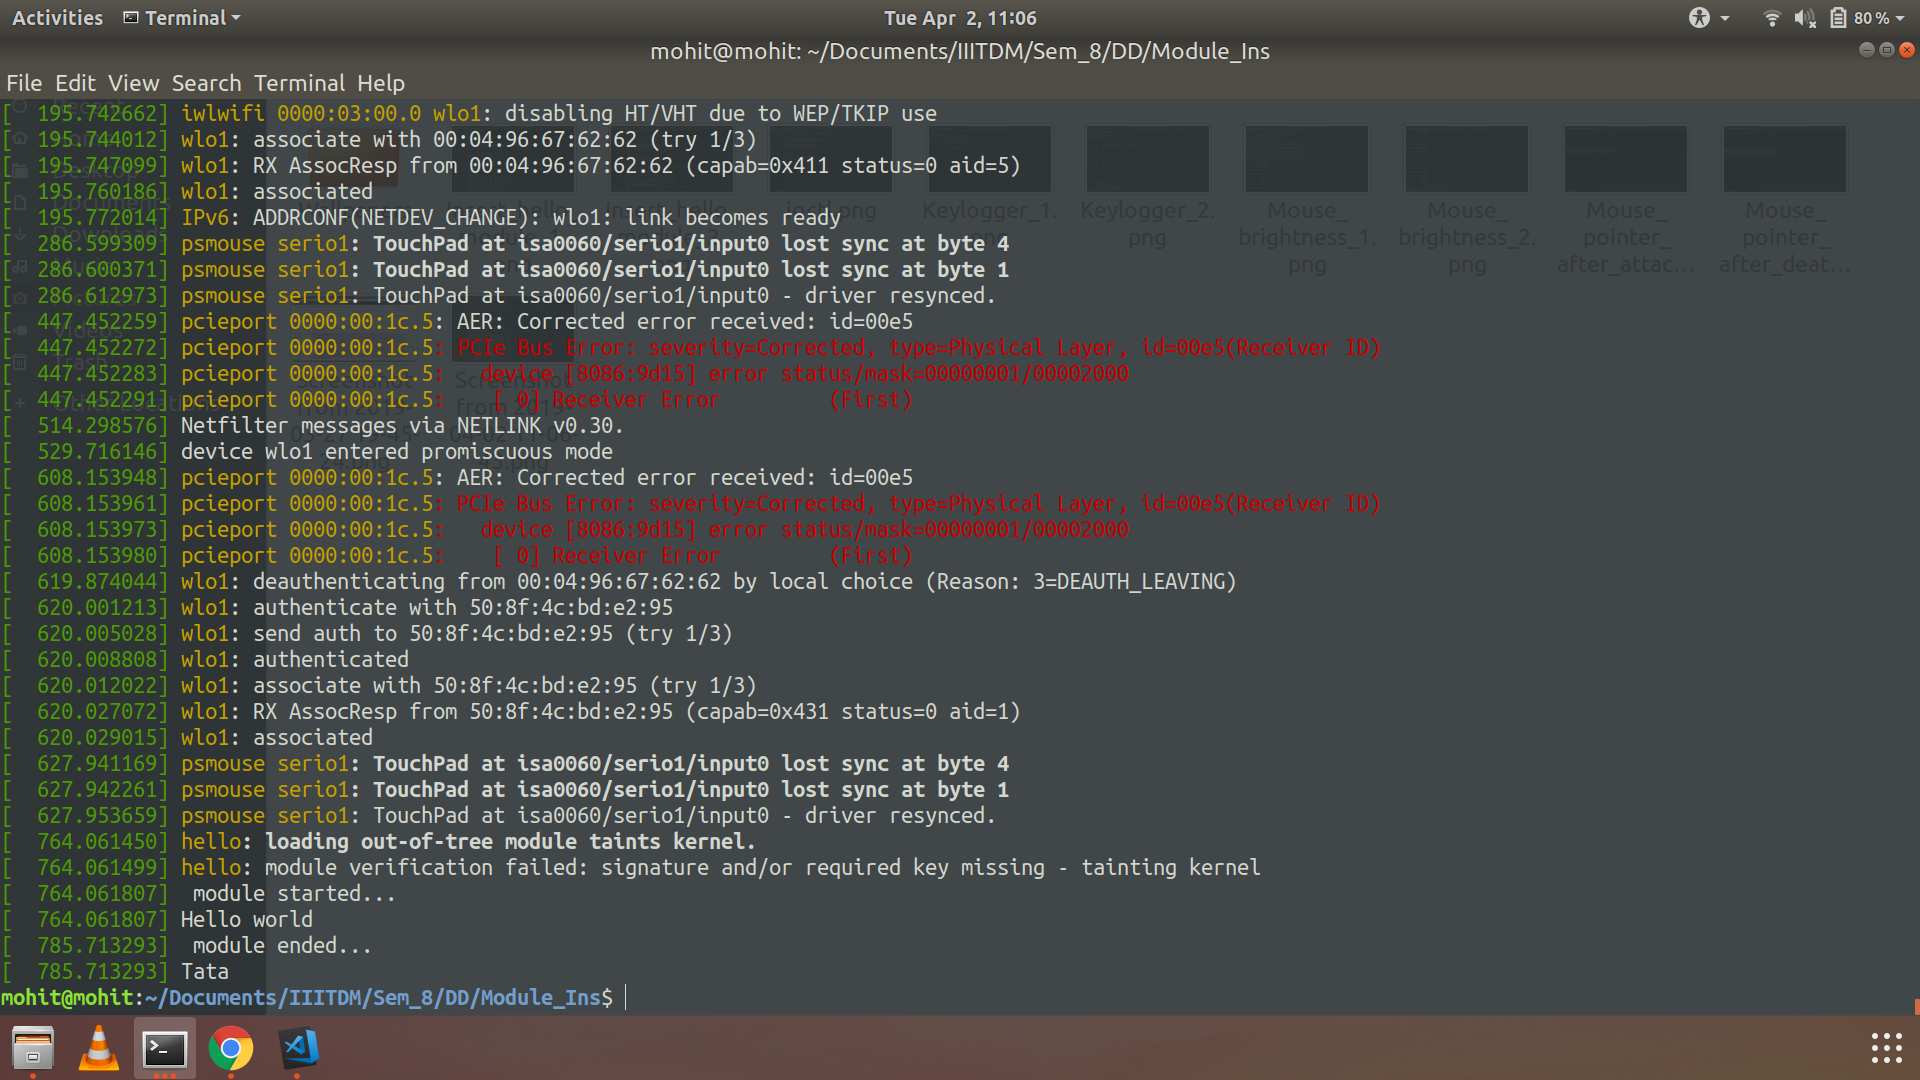 Activities Terminal Tue Apr 2, 11:06 80 %
mohit@mohit: ~/Documents/IIITDM/Sem_8/DD/Module_Ins
File Edit View Search Terminal Help
[  195.742662] iwlwifi 0000:03:00.0 wlo1: disabling HT/VHT due to WEP/TKIP use
[  195.744012] wlo1: associate with 00:04:96:67:62:62 (try 1/3)
[  195.747099] wlo1: RX AssocResp from 00:04:96:67:62:62 (capab=0x411 status=0 aid=5)
[  195.760186] wlo1: associated
[  195.772014] IPv6: ADDRCONF(NETDEV_CHANGE): wlo1: link becomes ready
[  286.599309] psmouse serio1: TouchPad at isa0060/serio1/input0 lost sync at byte 4
[  286.600371] psmouse serio1: TouchPad at isa0060/serio1/input0 lost sync at byte 1
[  286.612973] psmouse serio1: TouchPad at isa0060/serio1/input0 - driver resynced.
[  447.452259] pcieport 0000:00:1c.5: AER: Corrected error received: id=00e5
[  447.452272] pcieport 0000:00:1c.5: PCIe Bus Error: severity=Corrected, type=Physical Layer, id=00e5(Receiver ID)
[  447.452283] pcieport 0000:00:1c.5:   device [8086:9d15] error status/mask=00000001/00002000
[  447.452291] pcieport 0000:00:1c.5:    [ 0] Receiver Error         (First)
[  514.298576] Netfilter messages via NETLINK v0.30.
[  529.716146] device wlo1 entered promiscuous mode
[  608.153948] pcieport 0000:00:1c.5: AER: Corrected error received: id=00e5
[  608.153961] pcieport 0000:00:1c.5: PCIe Bus Error: severity=Corrected, type=Physical Layer, id=00e5(Receiver ID)
[  608.153973] pcieport 0000:00:1c.5:   device [8086:9d15] error status/mask=00000001/00002000
[  608.153980] pcieport 0000:00:1c.5:    [ 0] Receiver Error         (First)
[  619.874044] wlo1: deauthenticating from 00:04:96:67:62:62 by local choice (Reason: 3=DEAUTH_LEAVING)
[  620.001213] wlo1: authenticate with 50:8f:4c:bd:e2:95
[  620.005028] wlo1: send auth to 50:8f:4c:bd:e2:95 (try 1/3)
[  620.008808] wlo1: authenticated
[  620.012022] wlo1: associate with 50:8f:4c:bd:e2:95 (try 1/3)
[  620.027072] wlo1: RX AssocResp from 50:8f:4c:bd:e2:95 (capab=0x431 status=0 aid=1)
[  620.029015] wlo1: associated
[  627.941169] psmouse serio1: TouchPad at isa0060/serio1/input0 lost sync at byte 4
[  627.942261] psmouse serio1: TouchPad at isa0060/serio1/input0 lost sync at byte 1
[  627.953659] psmouse serio1: TouchPad at isa0060/serio1/input0 - driver resynced.
[  764.061450] hello: loading out-of-tree module taints kernel.
[  764.061499] hello: module verification failed: signature and/or required key missing - tainting kernel
[  764.061807]  module started...
[  764.061807] Hello world
[  785.713293]  module ended...
[  785.713293] Tata
mohit@mohit:~/Documents/IIITDM/Sem_8/DD/Module_Ins$